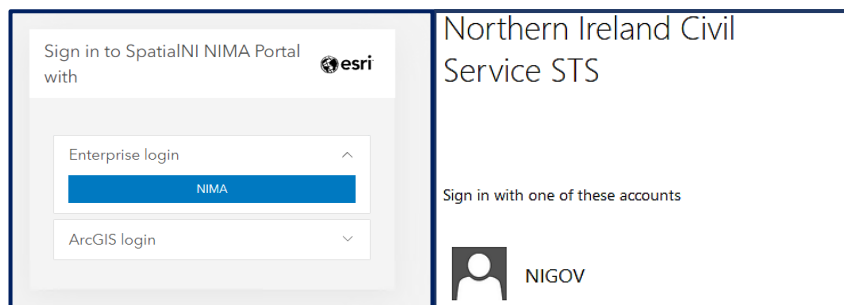 Sign in to SpatialNI NIMA Portal
with
esri
Enterprise login
NIMA
ArcGIS login
Northern Ireland Civil
Service STS
Sign in with one of these accounts
NIGOV